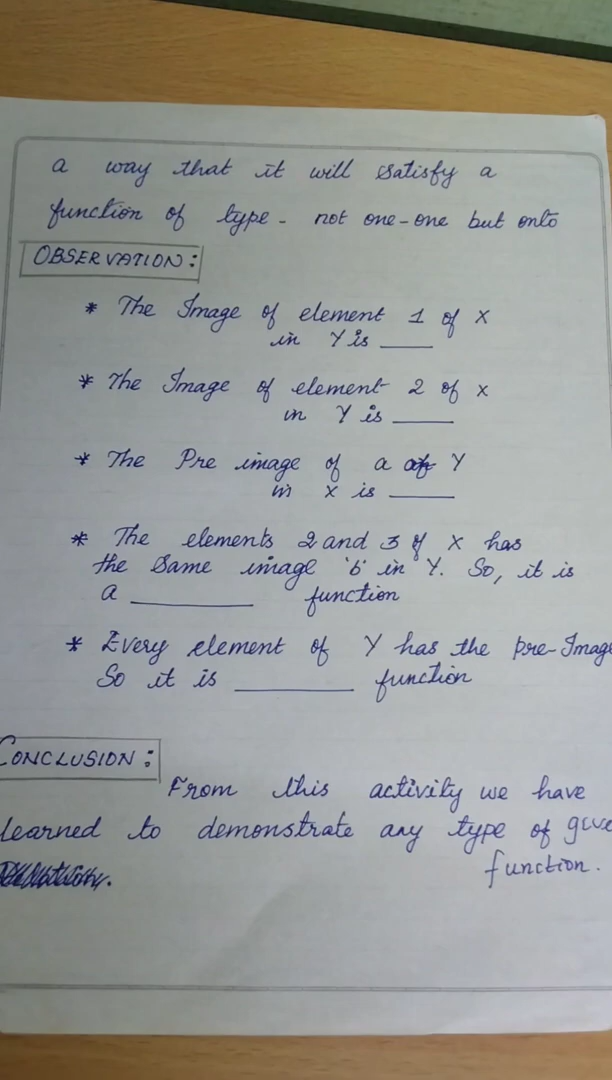 a way that it will satisfy a
function of type - not one-one but onto
OBSERVATION:
* The Image of element 1 of X
in Y is ____
* The Image of element 2 of X
in Y is ____
* The Pre image of a of Y
in X is ____
* The elements 2 and 3 of X has
the same image 'b' in Y. So, it is
a ________ function
* Every element of Y has the pre-Image
So it is ________ function
CONCLUSION:
From this activity we have
learned to demonstrate any type of give
function.